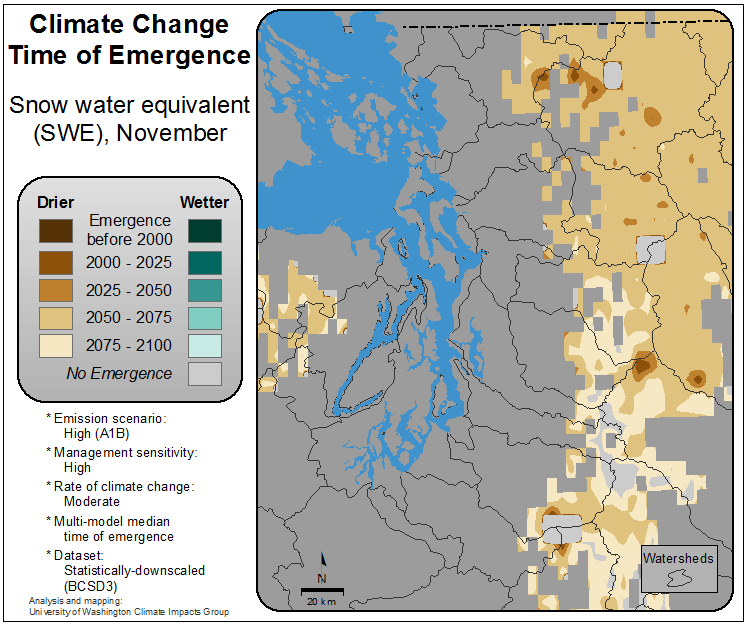 Climate Change
Time of Emergence
Snow water equivalent
(SWE), November
Drier Wetter
Emergence
before 2000
2000 - 2025
2025 - 2050
2050 - 2075
2075 - 2100
No Emergence
* Emission scenario:
High (A1B)
* Management sensitivity:
High
* Rate of climate change:
Moderate
* Multi-model median
time of emergence
* Dataset:
Statistically-downscaled
(BCSD3)
Analysis and mapping:
University of Washington Climate Impacts Group
N
20 km
Watersheds